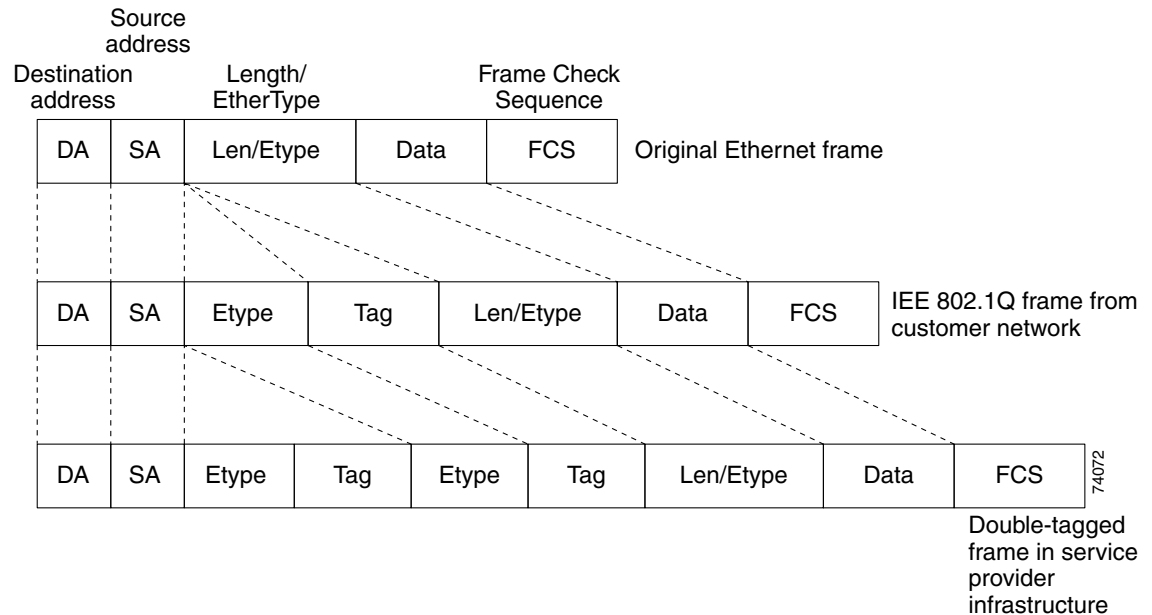 Source
address
Destination
address
Length/
EtherType
Frame Check
Sequence
DA SA Len/Etype Data FCS Original Ethernet frame
DA SA Etype Tag Len/Etype Data FCS
IEE 802.1Q frame from
customer network
DA SA Etype Tag Etype Tag Len/Etype Data FCS
74072
Double-tagged
frame in service
provider
infrastructure